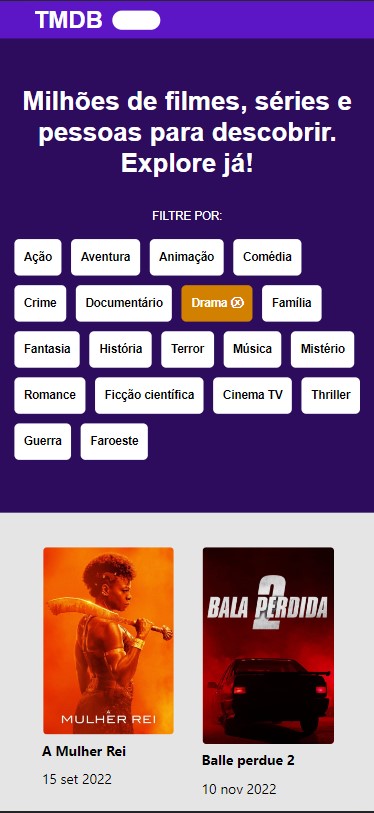 TMDB
Milhões de filmes, séries e
pessoas para descobrir.
Explore já!
FILTRE POR:
Ação Aventura Animação Comédia
Crime Documentário Drama Família
Fantasia História Terror Música Mistério
Romance Ficção científica Cinema TV Thriller
Guerra Faroeste
A
MULHER REI
2
BALA PERDIDA
A Mulher Rei
15 set 2022
Balle perdue 2
10 nov 2022